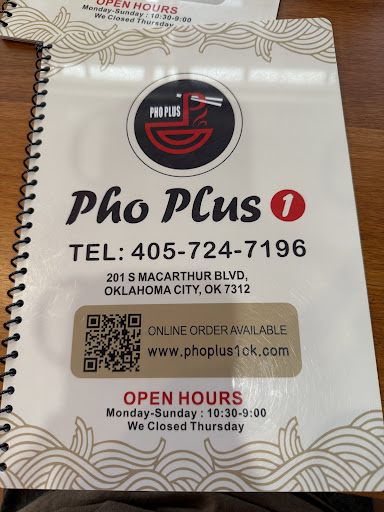 OPEN HOURS
Monday-Sunday : 10:30-9:00
We Closed Thursday
PHO PLUS
Pho Plus 1
TEL: 405-724-7196
201 S MACARTHUR BLVD,
OKLAHOMA CITY, OK 7312
ONLINE ORDER AVAILABLE
www.phoplus1ok.com
OPEN HOURS
Monday-Sunday : 10:30-9:00
We Closed Thursday